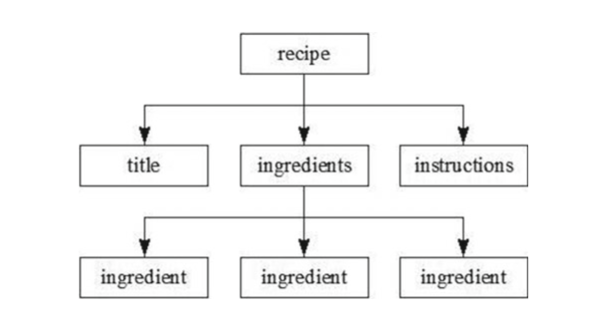 recipe
title
ingredients
instructions
ingredient
ingredient
ingredient